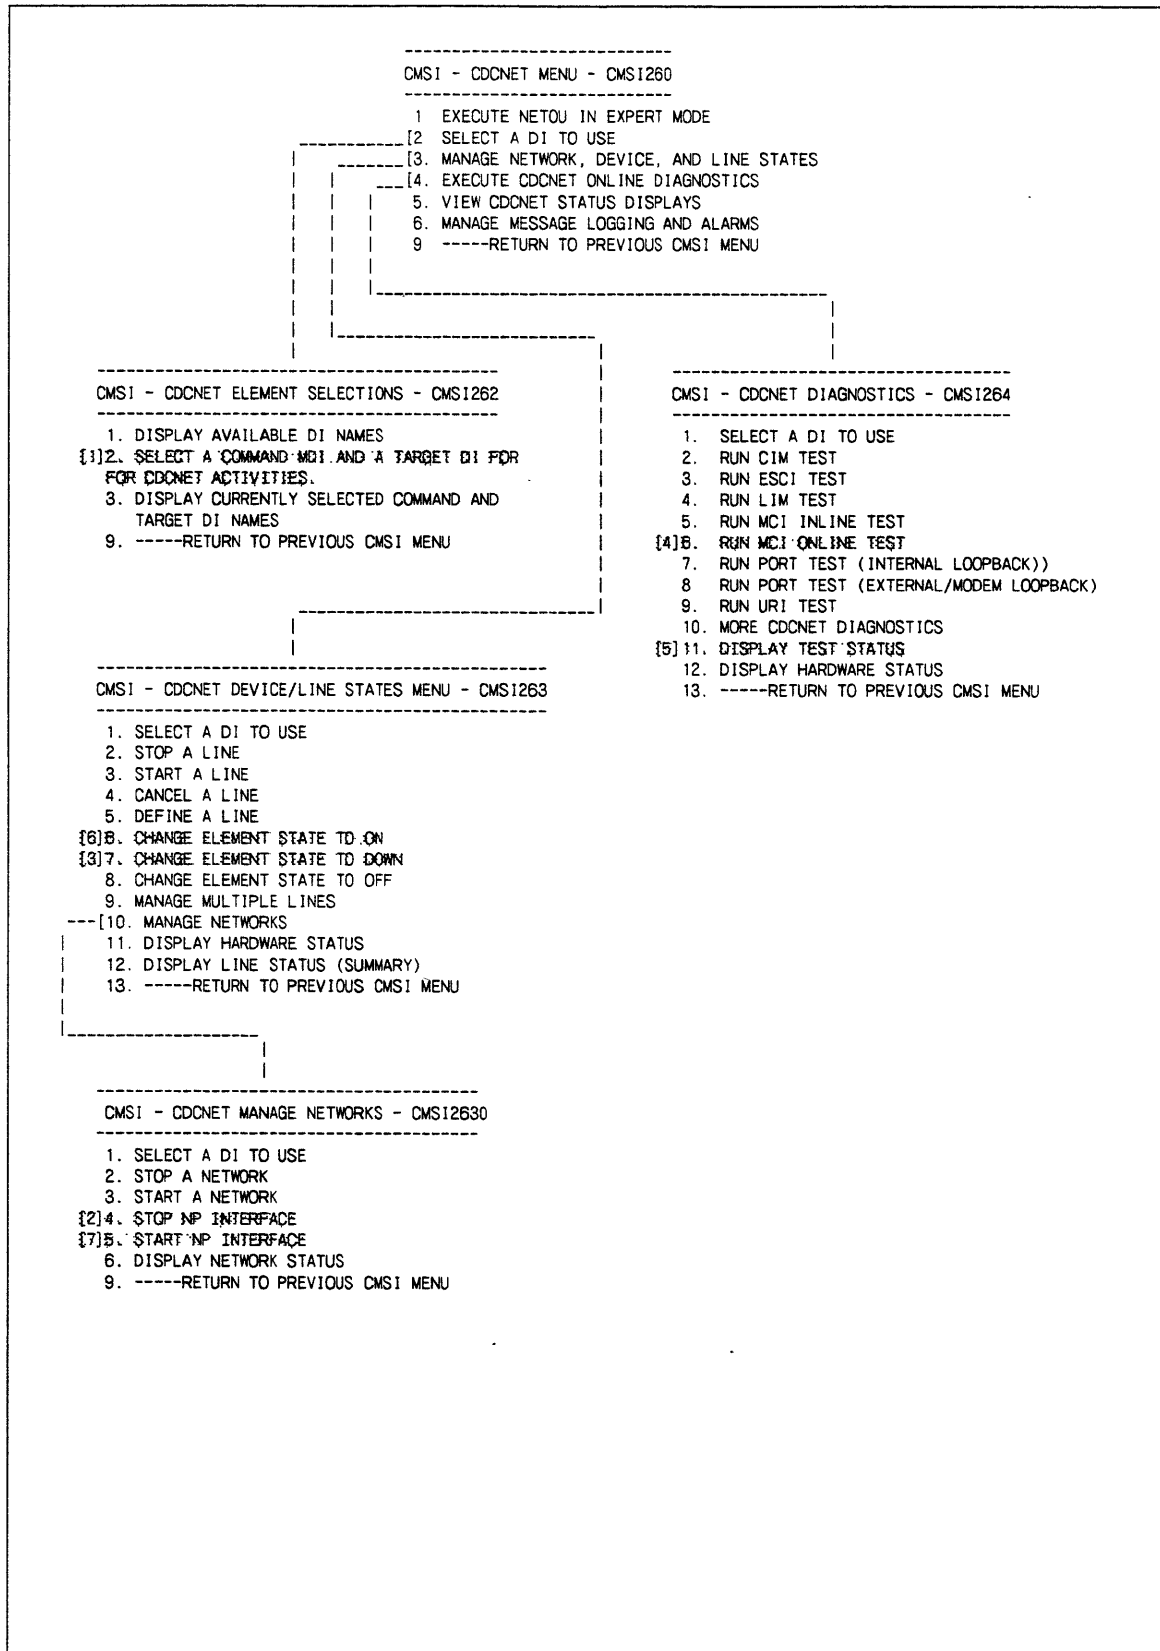 CMSI - CDCNET MENU - CMSI260
1 EXECUTE NETOU IN EXPERT MODE
[2 SELECT A DI TO USE
[3. MANAGE NETWORK, DEVICE, AND LINE STATES
[4. EXECUTE CDCNET ONLINE DIAGNOSTICS
5. VIEW CDCNET STATUS DISPLAYS
6. MANAGE MESSAGE LOGGING AND ALARMS
9 -----RETURN TO PREVIOUS CMSI MENU
CMSI - CDCNET ELEMENT SELECTIONS - CMSI262
1. DISPLAY AVAILABLE DI NAMES
[1]2. SELECT A COMMAND MDI AND A TARGET DI FOR
FOR CDCNET ACTIVITIES.
3. DISPLAY CURRENTLY SELECTED COMMAND AND
TARGET DI NAMES
9. -----RETURN TO PREVIOUS CMSI MENU
CMSI - CDCNET DIAGNOSTICS - CMSI264
1. SELECT A DI TO USE
2. RUN CIM TEST
3. RUN ESCI TEST
4. RUN LIM TEST
5. RUN MCI INLINE TEST
[4]6. RUN MCI ONLINE TEST
7. RUN PORT TEST (INTERNAL LOOPBACK))
8 RUN PORT TEST (EXTERNAL/MODEM LOOPBACK)
9. RUN URI TEST
10. MORE CDCNET DIAGNOSTICS
[5]11. DISPLAY TEST STATUS
12. DISPLAY HARDWARE STATUS
13. -----RETURN TO PREVIOUS CMSI MENU
CMSI - CDCNET DEVICE/LINE STATES MENU - CMSI263
1. SELECT A DI TO USE
2. STOP A LINE
3. START A LINE
4. CANCEL A LINE
5. DEFINE A LINE
[6]6. CHANGE ELEMENT STATE TO ON
[3]7. CHANGE ELEMENT STATE TO DOWN
8. CHANGE ELEMENT STATE TO OFF
9. MANAGE MULTIPLE LINES
---[10. MANAGE NETWORKS
11. DISPLAY HARDWARE STATUS
12. DISPLAY LINE STATUS (SUMMARY)
13. -----RETURN TO PREVIOUS CMSI MENU
CMSI - CDCNET MANAGE NETWORKS - CMSI2630
1. SELECT A DI TO USE
2. STOP A NETWORK
3. START A NETWORK
[2]4. STOP NP INTERFACE
[7]5. START NP INTERFACE
6. DISPLAY NETWORK STATUS
9. -----RETURN TO PREVIOUS CMSI MENU